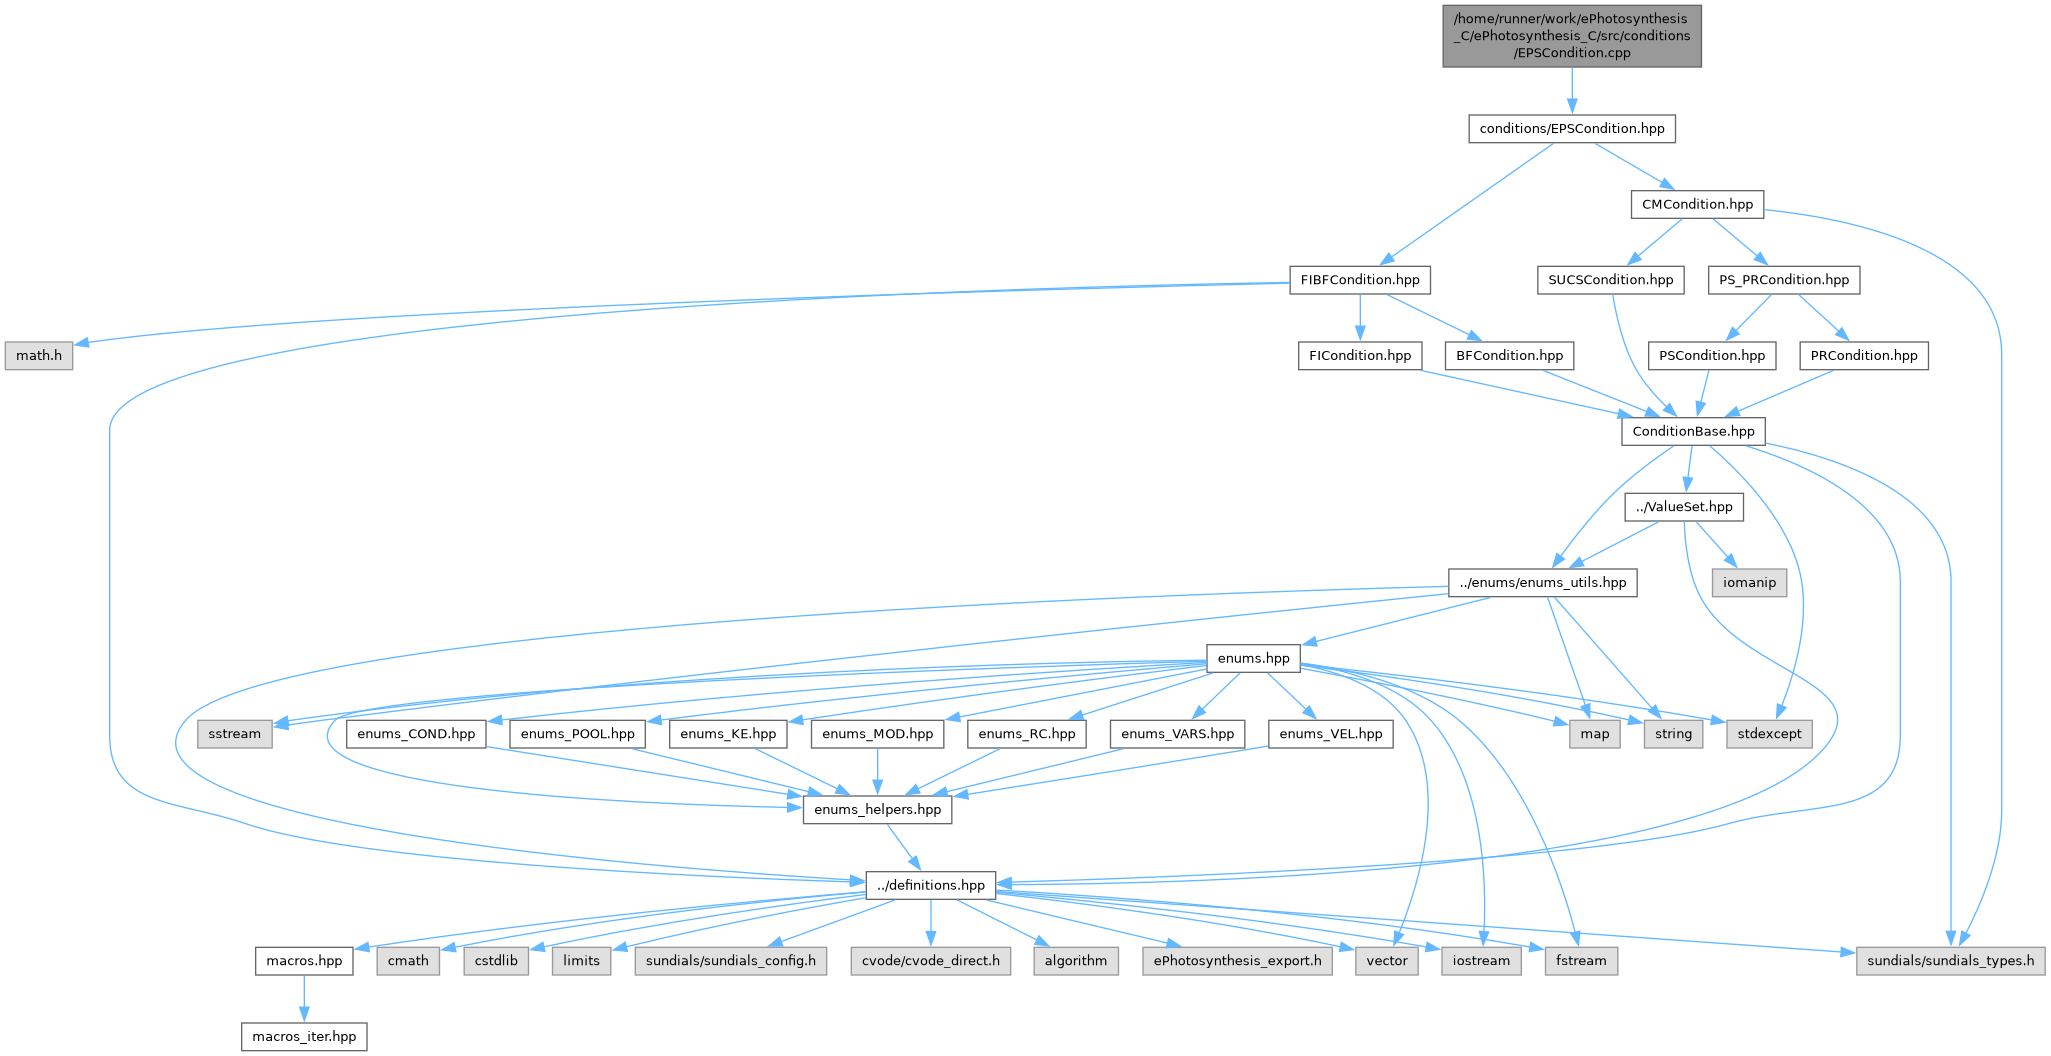 /home/runner/work/ePhotosynthesis
_C/ePhotosynthesis_C/src/conditions
/EPSCondition.cpp
conditions/EPSCondition.hpp
CMCondition.hpp
FIBFCondition.hpp
SUCSCondition.hpp
PS_PRCondition.hpp
math.h
FICondition.hpp
BFCondition.hpp
PSCondition.hpp
PRCondition.hpp
ConditionBase.hpp
../ValueSet.hpp
../enums/enums_utils.hpp
iomanip
enums.hpp
sstream
enums_COND.hpp
enums_POOL.hpp
enums_KE.hpp
enums_MOD.hpp
enums_RC.hpp
enums_VARS.hpp
enums_VEL.hpp
map
string
stdexcept
enums_helpers.hpp
../definitions.hpp
macros.hpp
cmath
cstdlib
limits
sundials/sundials_config.h
cvode/cvode_direct.h
algorithm
ePhotosynthesis_export.h
vector
iostream
fstream
sundials/sundials_types.h
macros_iter.hpp